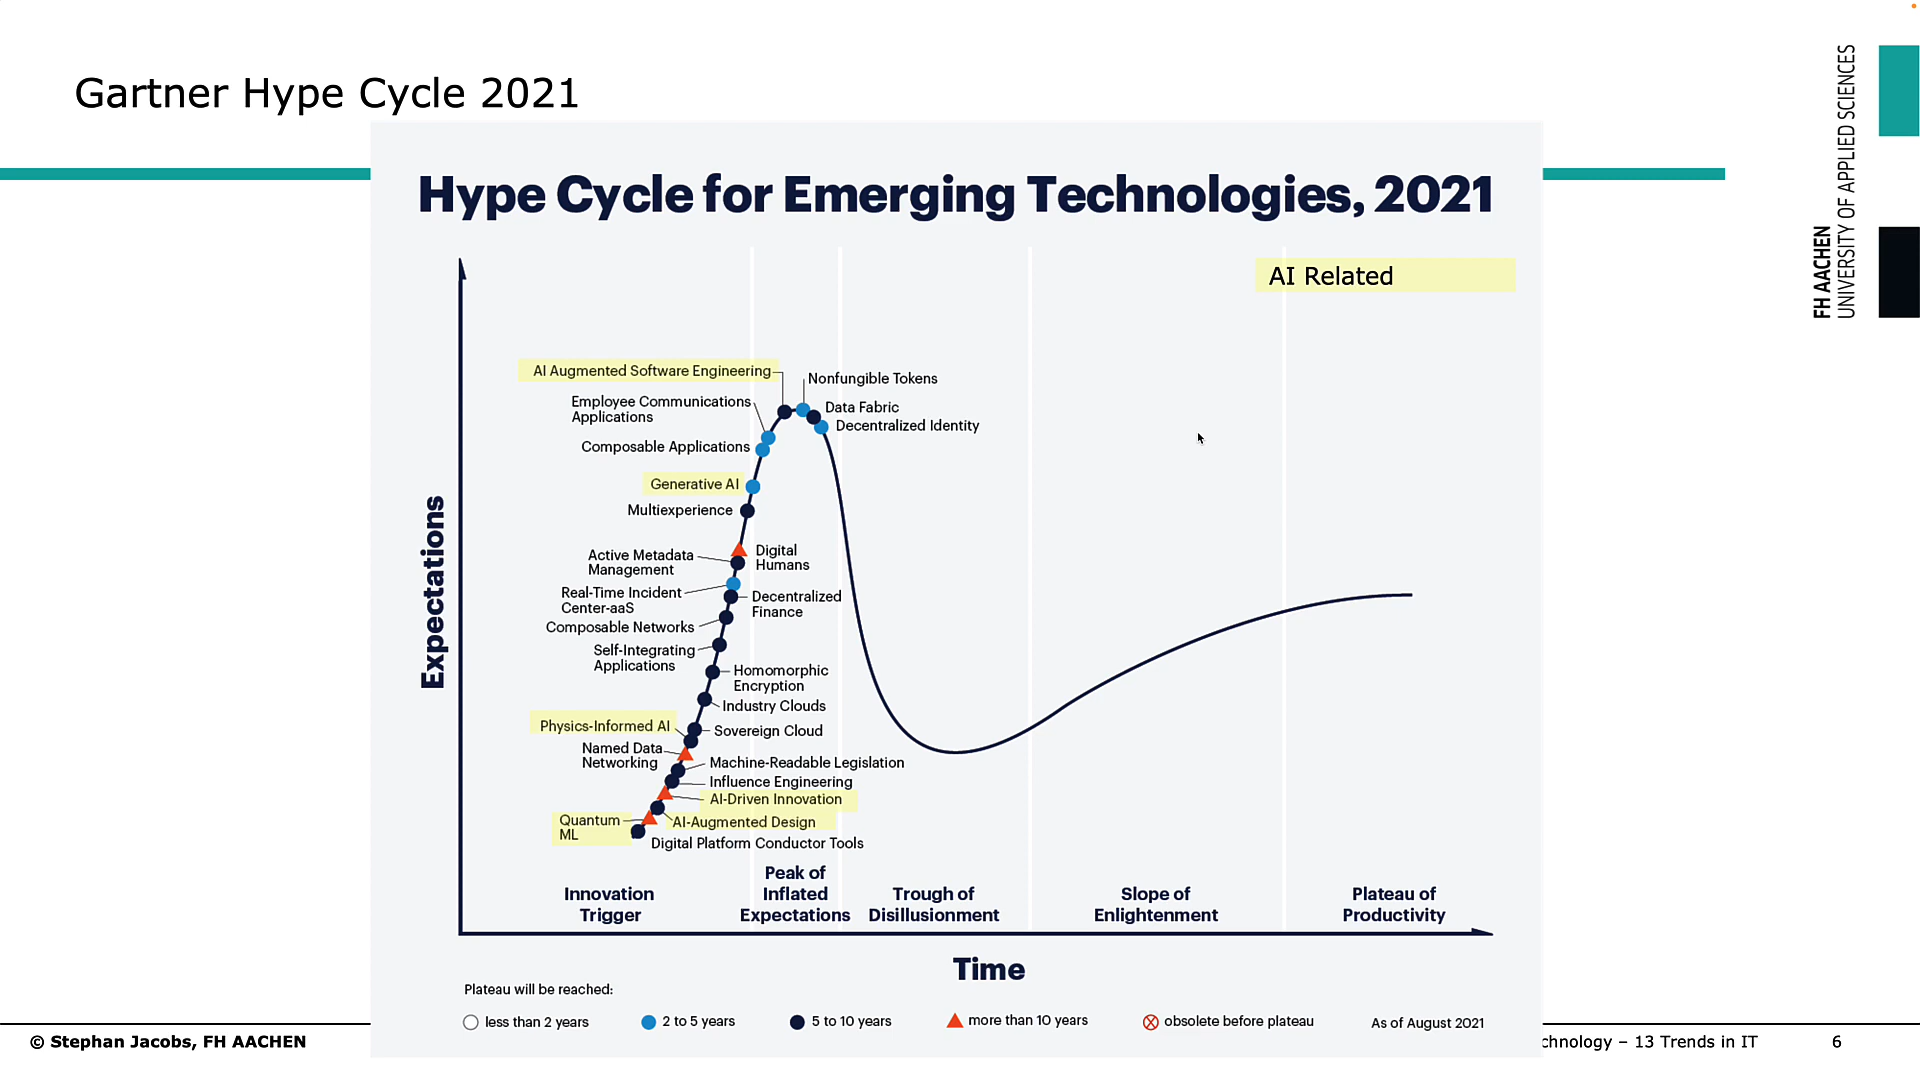 Gartner Hype Cycle 2021
FH AACHEN
UNIVERSITY OF APPLIED SCIENCES
Hype Cycle for Emerging Technologies, 2021
AI Related
AI Augmented Software Engineering
Nonfungible Tokens
Employee Communications
Applications
Data Fabric
Decentralized Identity
Composable Applications
Generative AI
Multiexperience
Active Metadata
Management
Digital
Humans
Real-Time Incident
Center-aaS
Decentralized
Finance
Composable Networks
Self-Integrating
Applications
Homomorphic
Encryption
Industry Clouds
Physics-Informed AI
Sovereign Cloud
Named Data
Networking
Machine-Readable Legislation
Influence Engineering
AI-Driven Innovation
Quantum
ML
AI-Augmented Design
Digital Platform Conductor Tools
Expectations
Innovation
Trigger
Peak of
Inflated
Expectations
Trough of
Disillusionment
Slope of
Enlightenment
Plateau of
Productivity
Time
Plateau will be reached:
less than 2 years
2 to 5 years
5 to 10 years
more than 10 years
obsolete before plateau
As of August 2021
© Stephan Jacobs, FH AACHEN
chnology – 13 Trends in IT
6